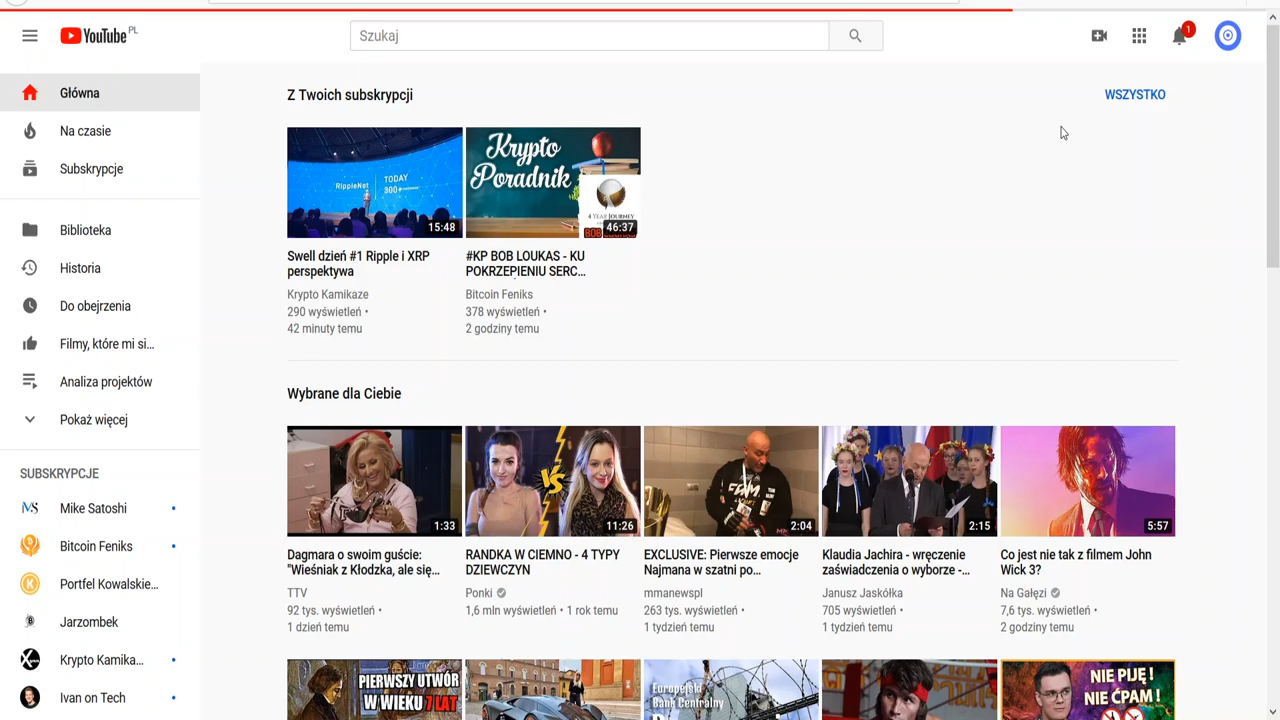 YouTube PL
Szukaj
1
Główna
Na czasie
Subskrypcje
Biblioteka
Historia
Do obejrzenia
Filmy, które mi si...
Analiza projektów
Pokaż więcej
SUBSKRYPCJE
Mike Satoshi
Bitcoin Feniks
Portfel Kowalskie...
Jarzombek
Krypto Kamika...
Ivan on Tech
Z Twoich subskrypcji
WSZYSTKO
RippleNet
TODAY
300+
15:48
Krypto
Poradnik
4 YEAR JOURNEY
BOB
46:37
Swell dzień #1 Ripple i XRP
perspektywa
Krypto Kamikaze
290 wyświetleń •
42 minuty temu
#KP BOB LOUKAS - KU
POKRZEPIENIU SERC...
Bitcoin Feniks
378 wyświetleń •
2 godziny temu
Wybrane dla Ciebie
1:33
VS
11:26
2:04
2:15
5:57
Dagmara o swoim guście:
"Wieśniak z Kłodzka, ale się...
TTV
92 tys. wyświetleń •
1 dzień temu
RANDKA W CIEMNO - 4 TYPY
DZIEWCZYN
Ponki
1,6 mln wyświetleń • 1 rok temu
EXCLUSIVE: Pierwsze emocje
Najmana w szatni po...
mmanewspl
263 tys. wyświetleń •
1 tydzień temu
Klaudia Jachira - wręczenie
zaświadczenia o wyborze -...
Janusz Jaskółka
705 wyświetleń •
1 tydzień temu
Co jest nie tak z filmem John
Wick 3?
Na Gałęzi
7,6 tys. wyświetleń •
2 godziny temu
PIERWSZY UTWÓR
W WIEKU 7 LAT
Europejski
Bank Centralny
NIE PIJĘ!
NIE ĆPAM!